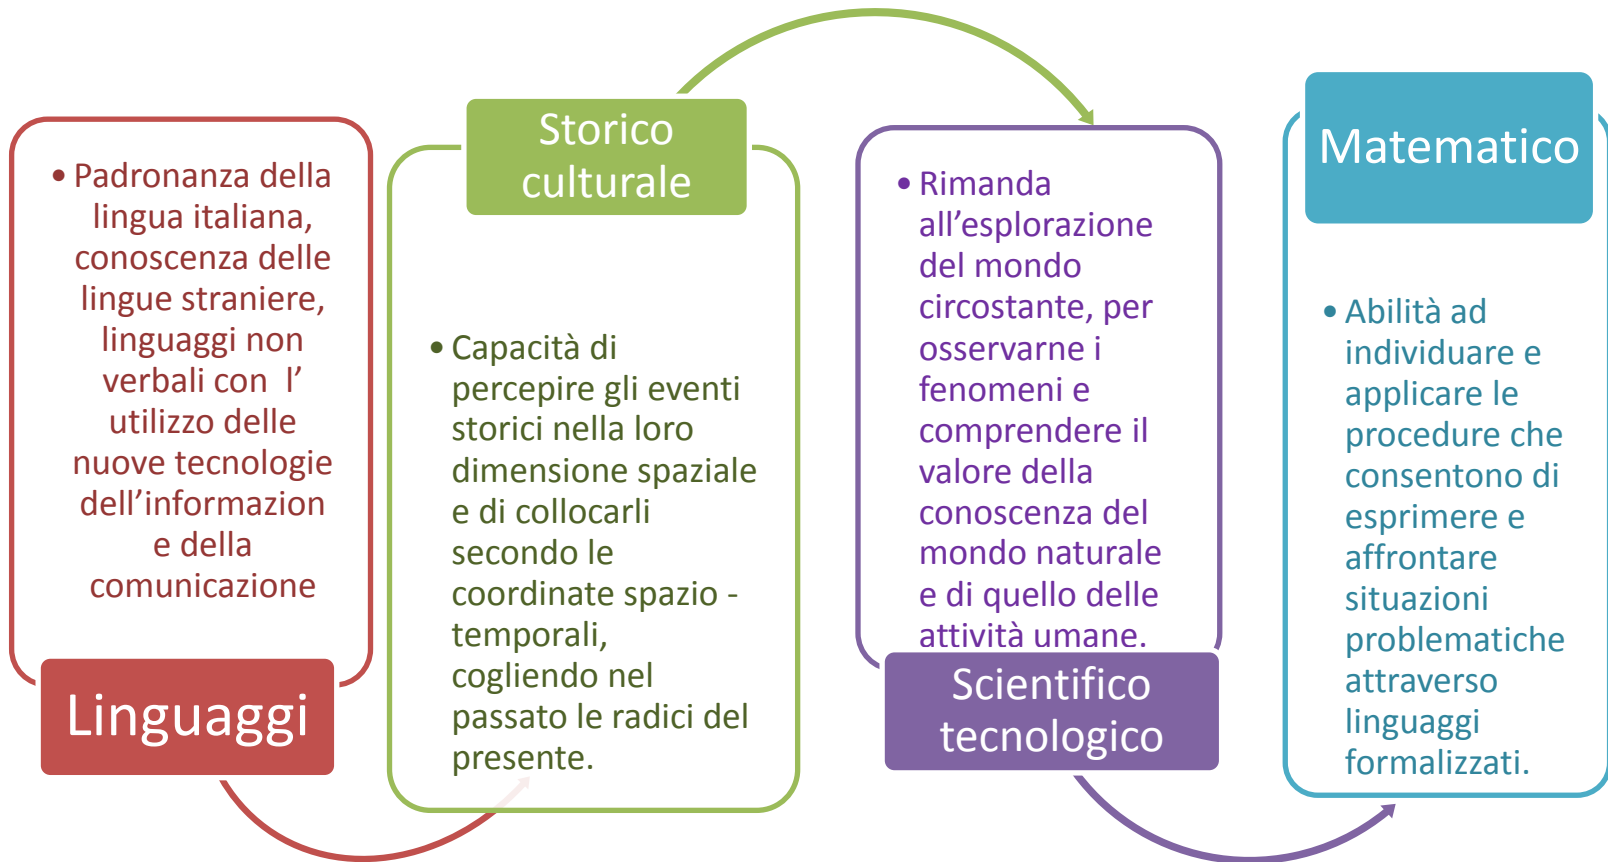 • Padronanza della
lingua italiana,
conoscenza delle
lingue straniere,
linguaggi non
verbali con l’
utilizzo delle
nuove tecnologie
dell’informazion
e della
comunicazione
Linguaggi
Storico
culturale
• Capacità di
percepire gli eventi
storici nella loro
dimensione spaziale
e di collocarli
secondo le
coordinate spazio -
temporali,
cogliendo nel
passato le radici del
presente.
• Rimanda
all’esplorazione
del mondo
circostante, per
osservarne i
fenomeni e
comprendere il
valore della
conoscenza del
mondo naturale
e di quello delle
attività umane.
Scientifico
tecnologico
Matematico
• Abilità ad
individuare e
applicare le
procedure che
consentono di
esprimere e
affrontare
situazioni
problematiche
attraverso
linguaggi
formalizzati.